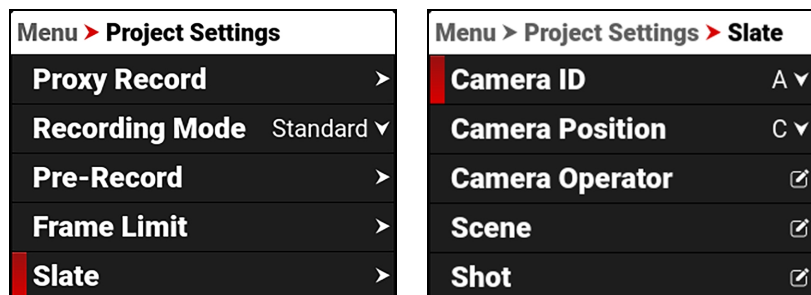 Menu > Project Settings
Proxy Record
Recording Mode Standard
Pre-Record
Frame Limit
Slate
Menu > Project Settings > Slate
Camera ID A
Camera Position C
Camera Operator
Scene
Shot